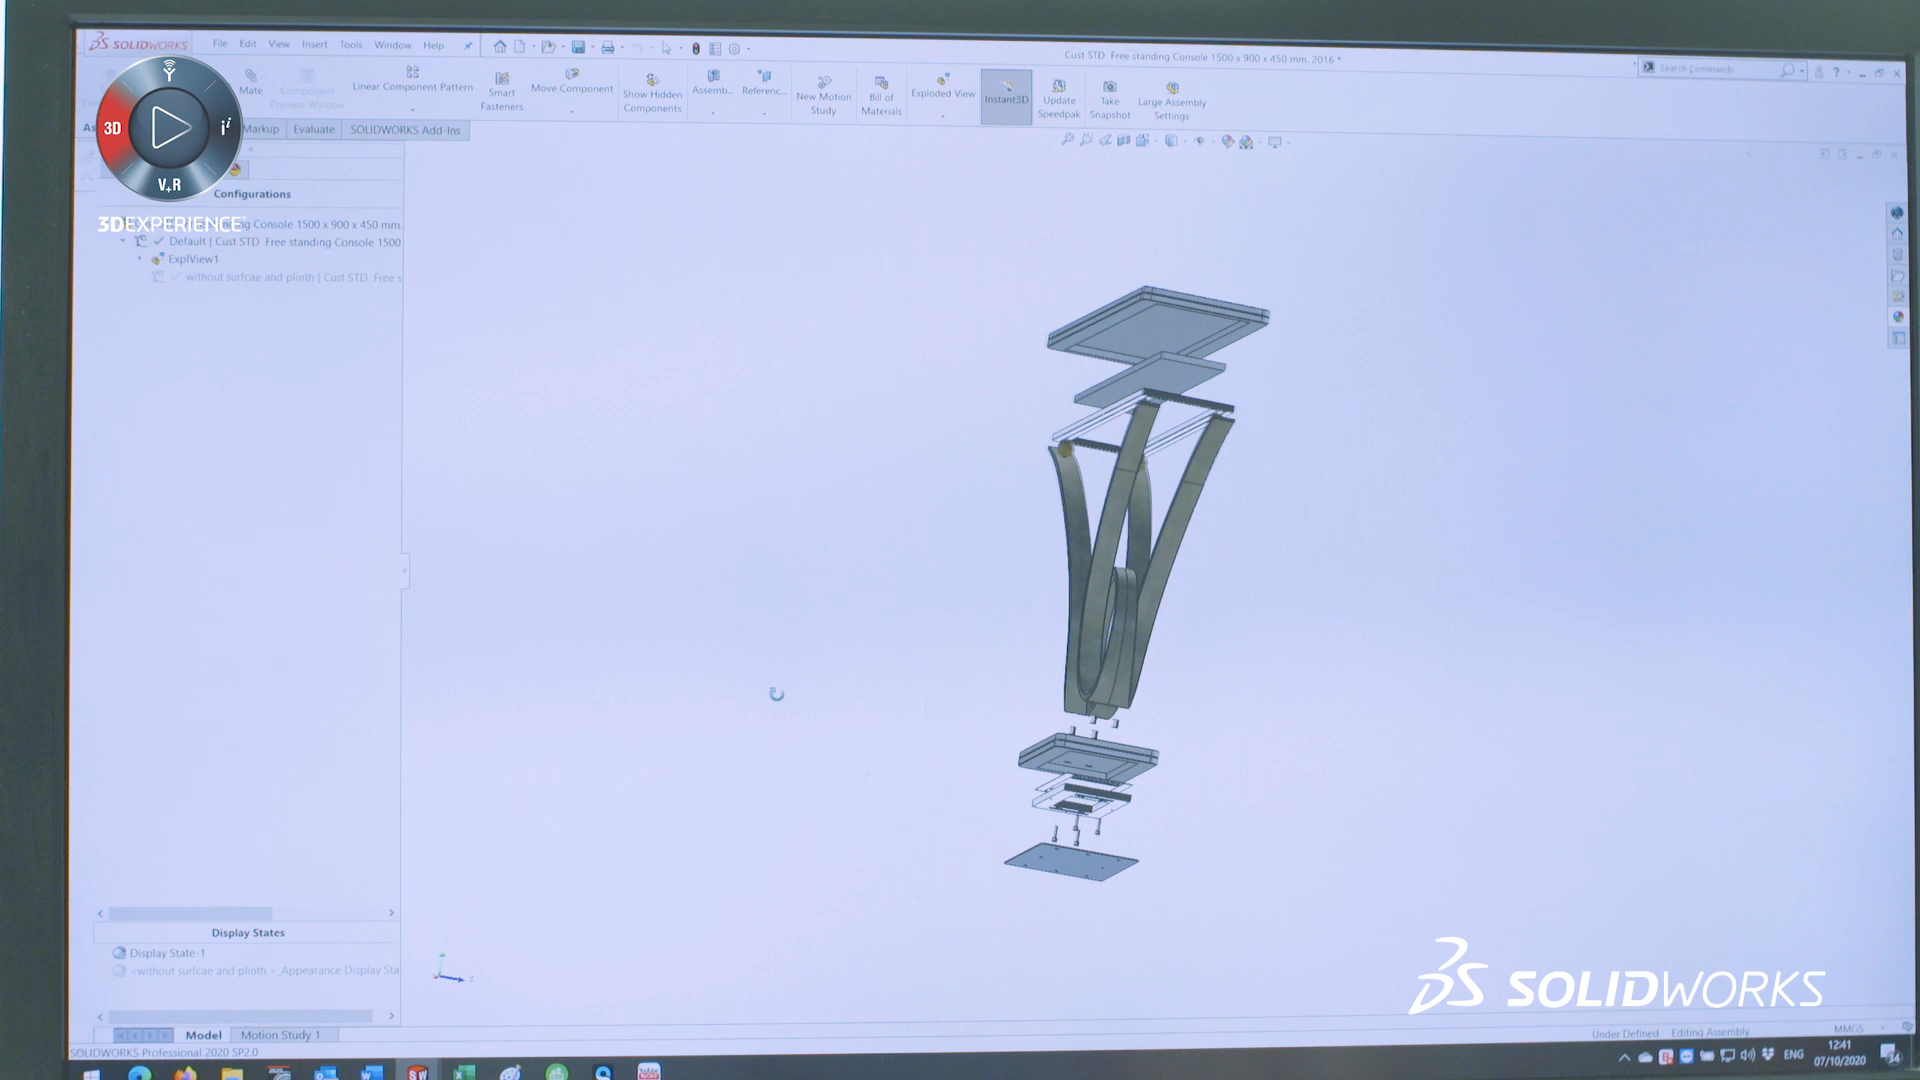 SOLIDWORKS
File Edit View Insert Tools Window Help
Cust STD Free standing Console 1500 x 900 x 450 mm. 2016 *
Search Commands
Mate
Component Preview Window
Linear Component Pattern
Smart Fasteners
Move Component
Show Hidden Components
Assemb...
Referenc...
New Motion Study
Bill of Materials
Exploded View
Instant3D
Update Speedpak
Take Snapshot
Large Assembly Settings
Markup Evaluate SOLIDWORKS Add-Ins
3D
V+R
3DEXPERIENCE
Configurations
Console 1500 x 900 x 450 mm.
Default [ Cust STD Free standing Console 1500
ExplView1
without surfcae and plinth [ Cust STD Free s
Display States
Display State-1
<without surfcae and plinth >_Appearance Display Sta
Model Motion Study 1
SOLIDWORKS Professional 2020 SP2.0
Under Defined Editing Assembly MMGS
ENG
12:41
07/10/2020
SOLIDWORKS